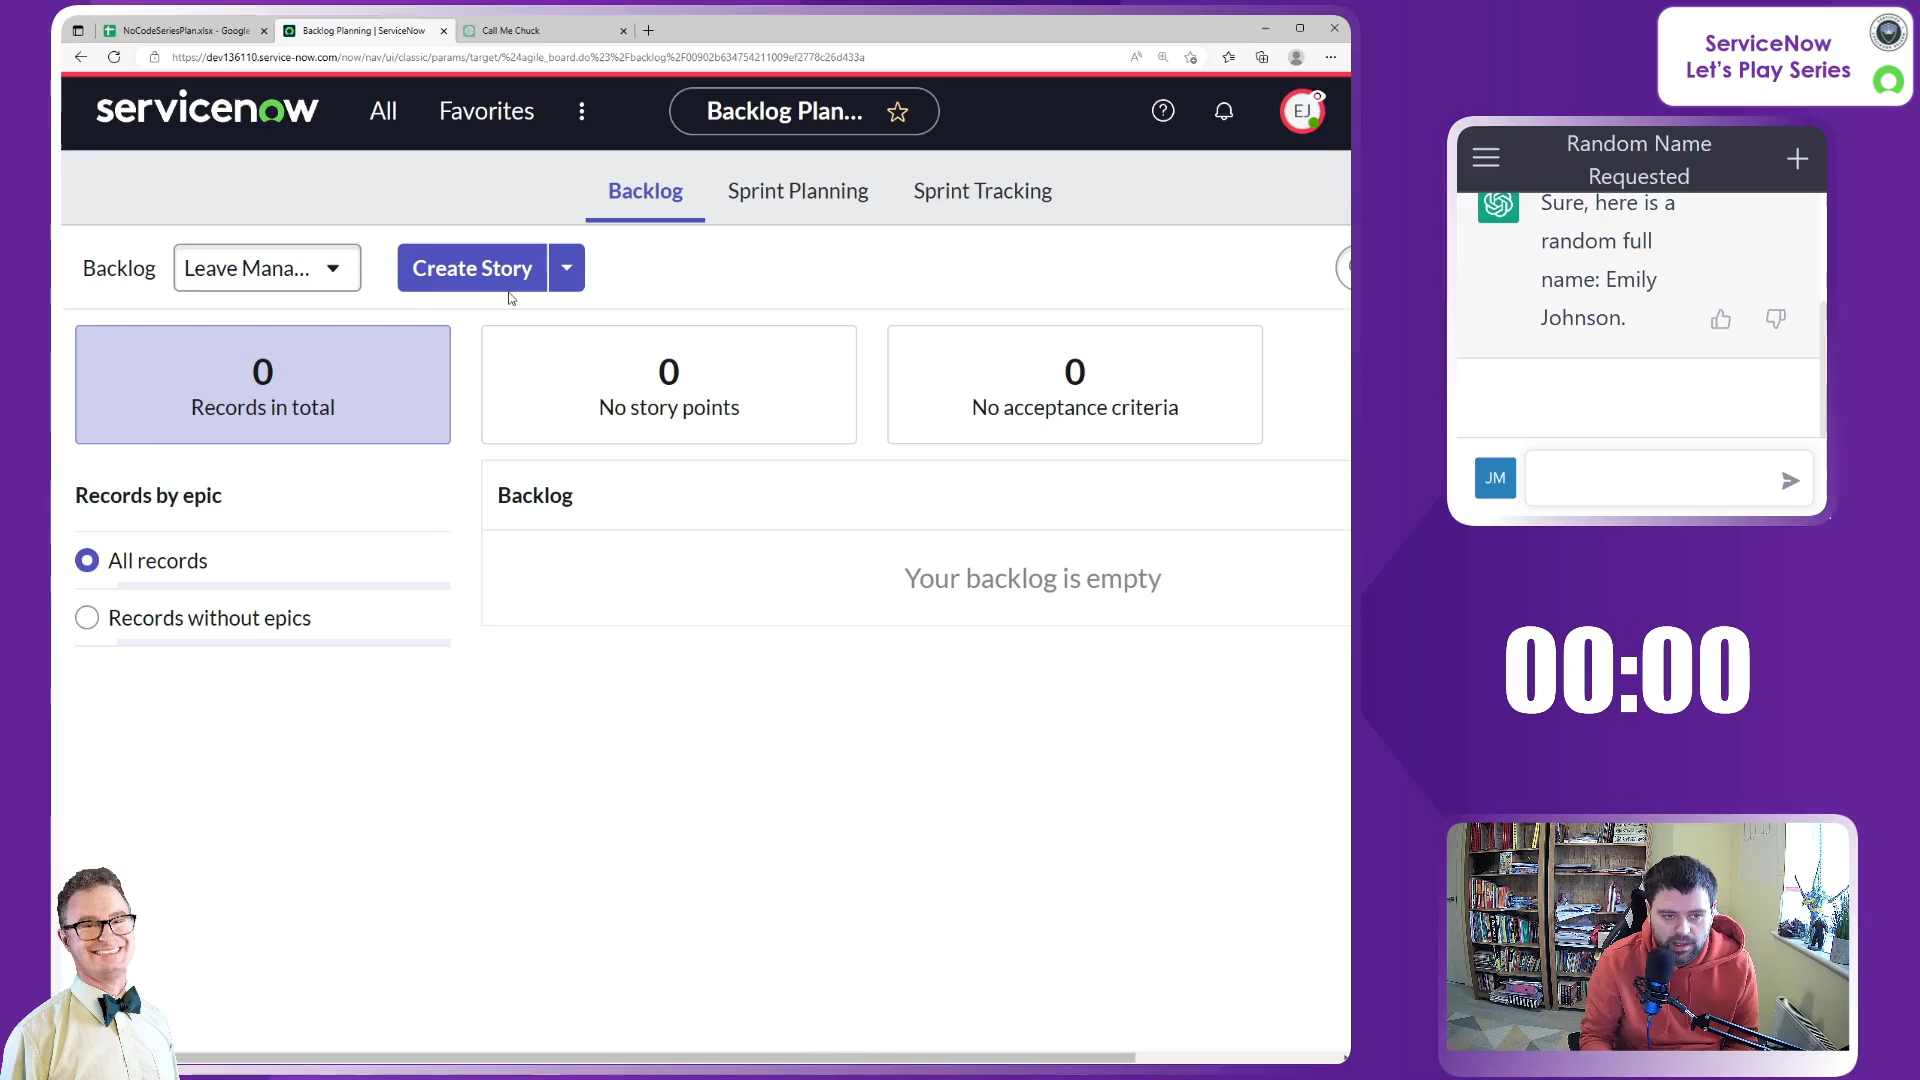 NoCodeSeriesPlan.xlsx - Google
Backlog Planning | ServiceNow
Call Me Chuck
https://dev136110.service-now.com/now/nav/ui/classic/params/target/%24agile_board.do%23%2Fbacklog%2F00902b634754211009ef2778c26d433a
servicenow
All
Favorites
Backlog Plan...
EJ
Backlog
Sprint Planning
Sprint Tracking
Backlog
Leave Mana...
Create Story
0
Records in total
0
No story points
0
No acceptance criteria
Records by epic
All records
Records without epics
Backlog
Your backlog is empty
ServiceNow
Let's Play Series
Random Name
Requested
Sure, here is a
random full
name: Emily
Johnson.
JM
00:00